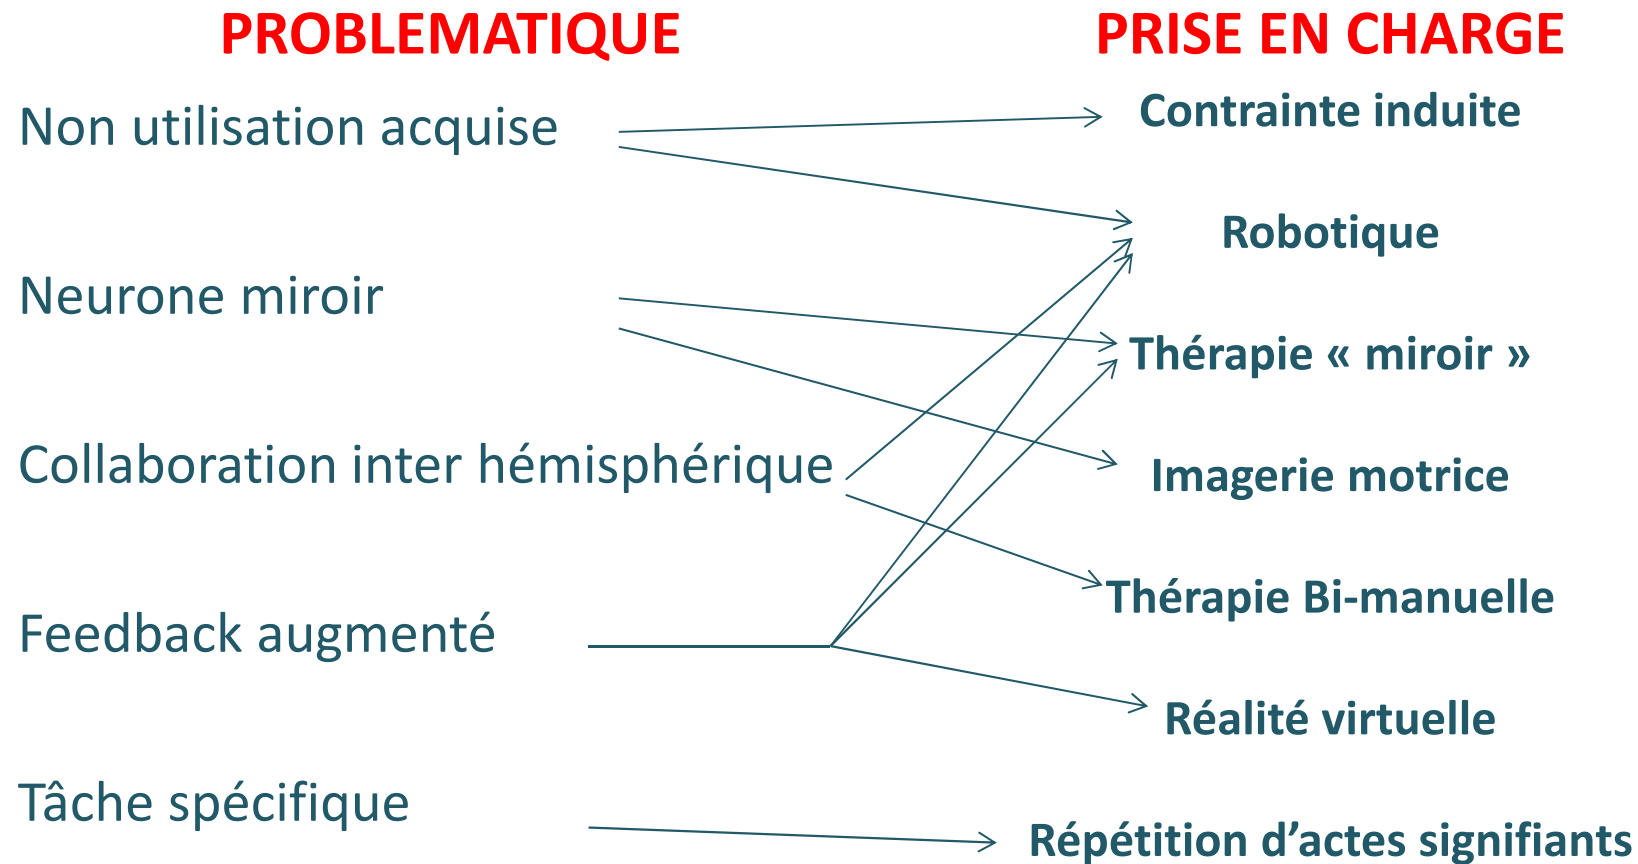 PROBLEMATIQUE
Non utilisation acquise
Neurone miroir
Collaboration inter hémisphérique
Feedback augmenté
Tâche spécifique
PRISE EN CHARGE
Contrainte induite
Robotique
Thérapie « miroir »
Imagerie motrice
Thérapie Bi-manuelle
Réalité virtuelle
Répétition d’actes signifiants